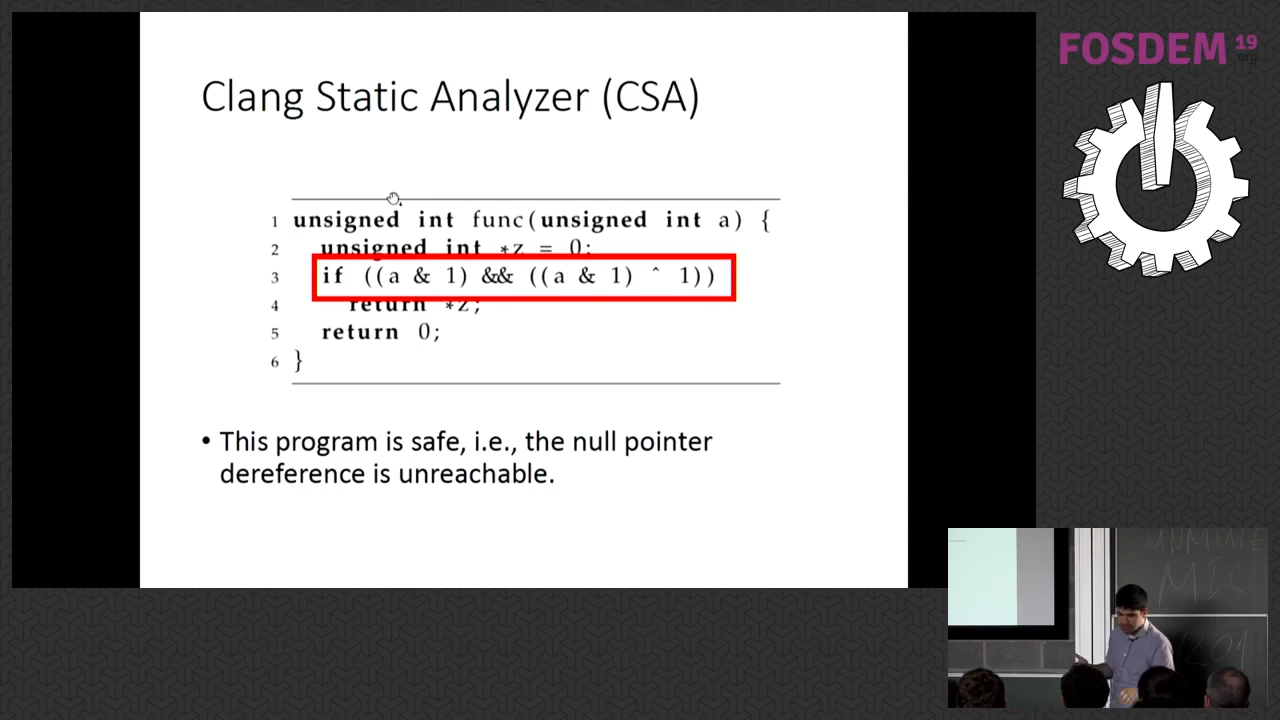 FOSDEM 19
.org
Clang Static Analyzer (CSA)
1 unsigned int func(unsigned int a) {
2 unsigned int *z = 0;
3 if ((a & 1) && ((a & 1) ^ 1))
4 return *z;
5 return 0;
6 }
• This program is safe, i.e., the null pointer
dereference is unreachable.
UNMUTE
MIC